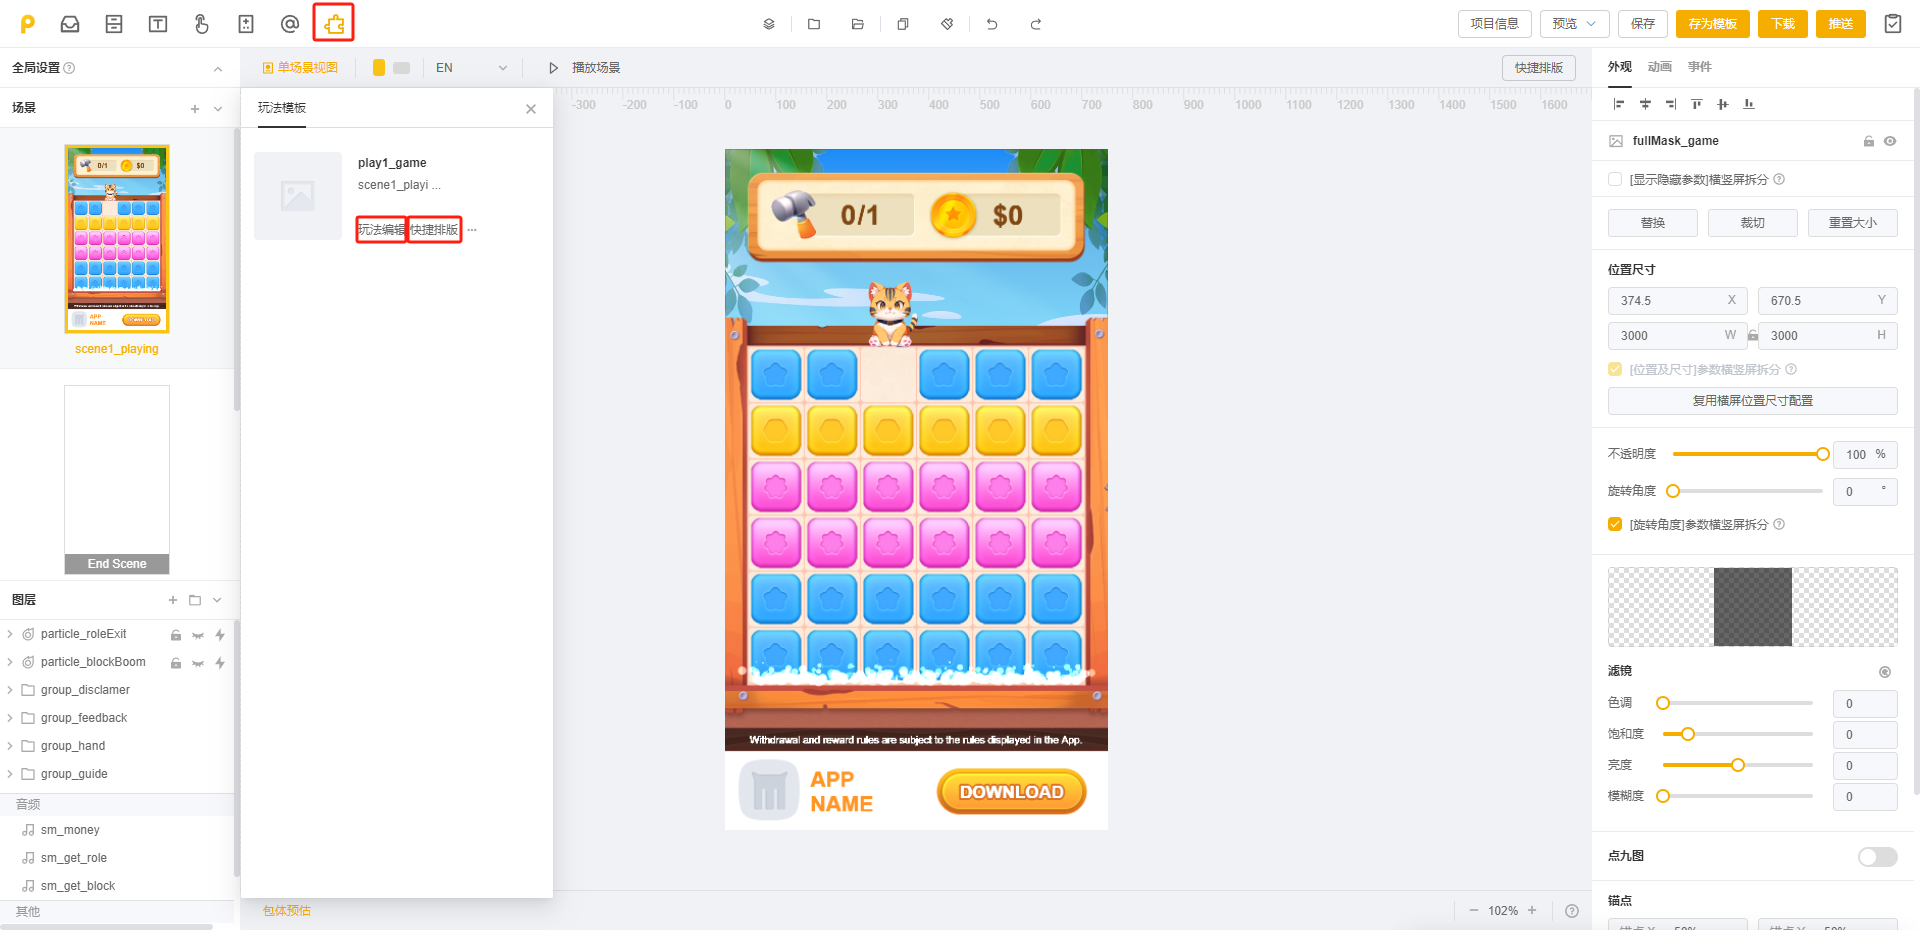 项目信息
预览
保存
存为模板
下载
推送
全局设置
单场景视图
EN
播放场景
快捷排版
外观
动画
事件
场景
玩法模板
-300
-200
-100
0
100
200
300
400
500
600
700
800
900
1000
1100
1200
1300
1400
1500
1600
play1_game
scene1_playi ...
玩法编辑
快捷排版
...
0/1
$0
0/1
$0
APP
NAME
DOWNLOAD
scene1_playing
End Scene
图层
particle_roleExit
particle_blockBoom
group_disclamer
group_feedback
group_hand
group_guide
音频
sm_money
sm_get_role
sm_get_block
其他
Withdrawal and reward rules are subject to the rules displayed in the App.
APP
NAME
DOWNLOAD
包体预估
102%
fullMask_game
[显示隐藏参数]横竖屏拆分
替换
裁切
重置大小
位置尺寸
374.5 X
670.5 Y
3000 W
3000 H
[位置及尺寸]参数横竖屏拆分
复用横屏位置尺寸配置
不透明度
100 %
旋转角度
0 °
[旋转角度]参数横竖屏拆分
滤镜
色调
0
饱和度
0
亮度
0
模糊度
0
点九图
锚点